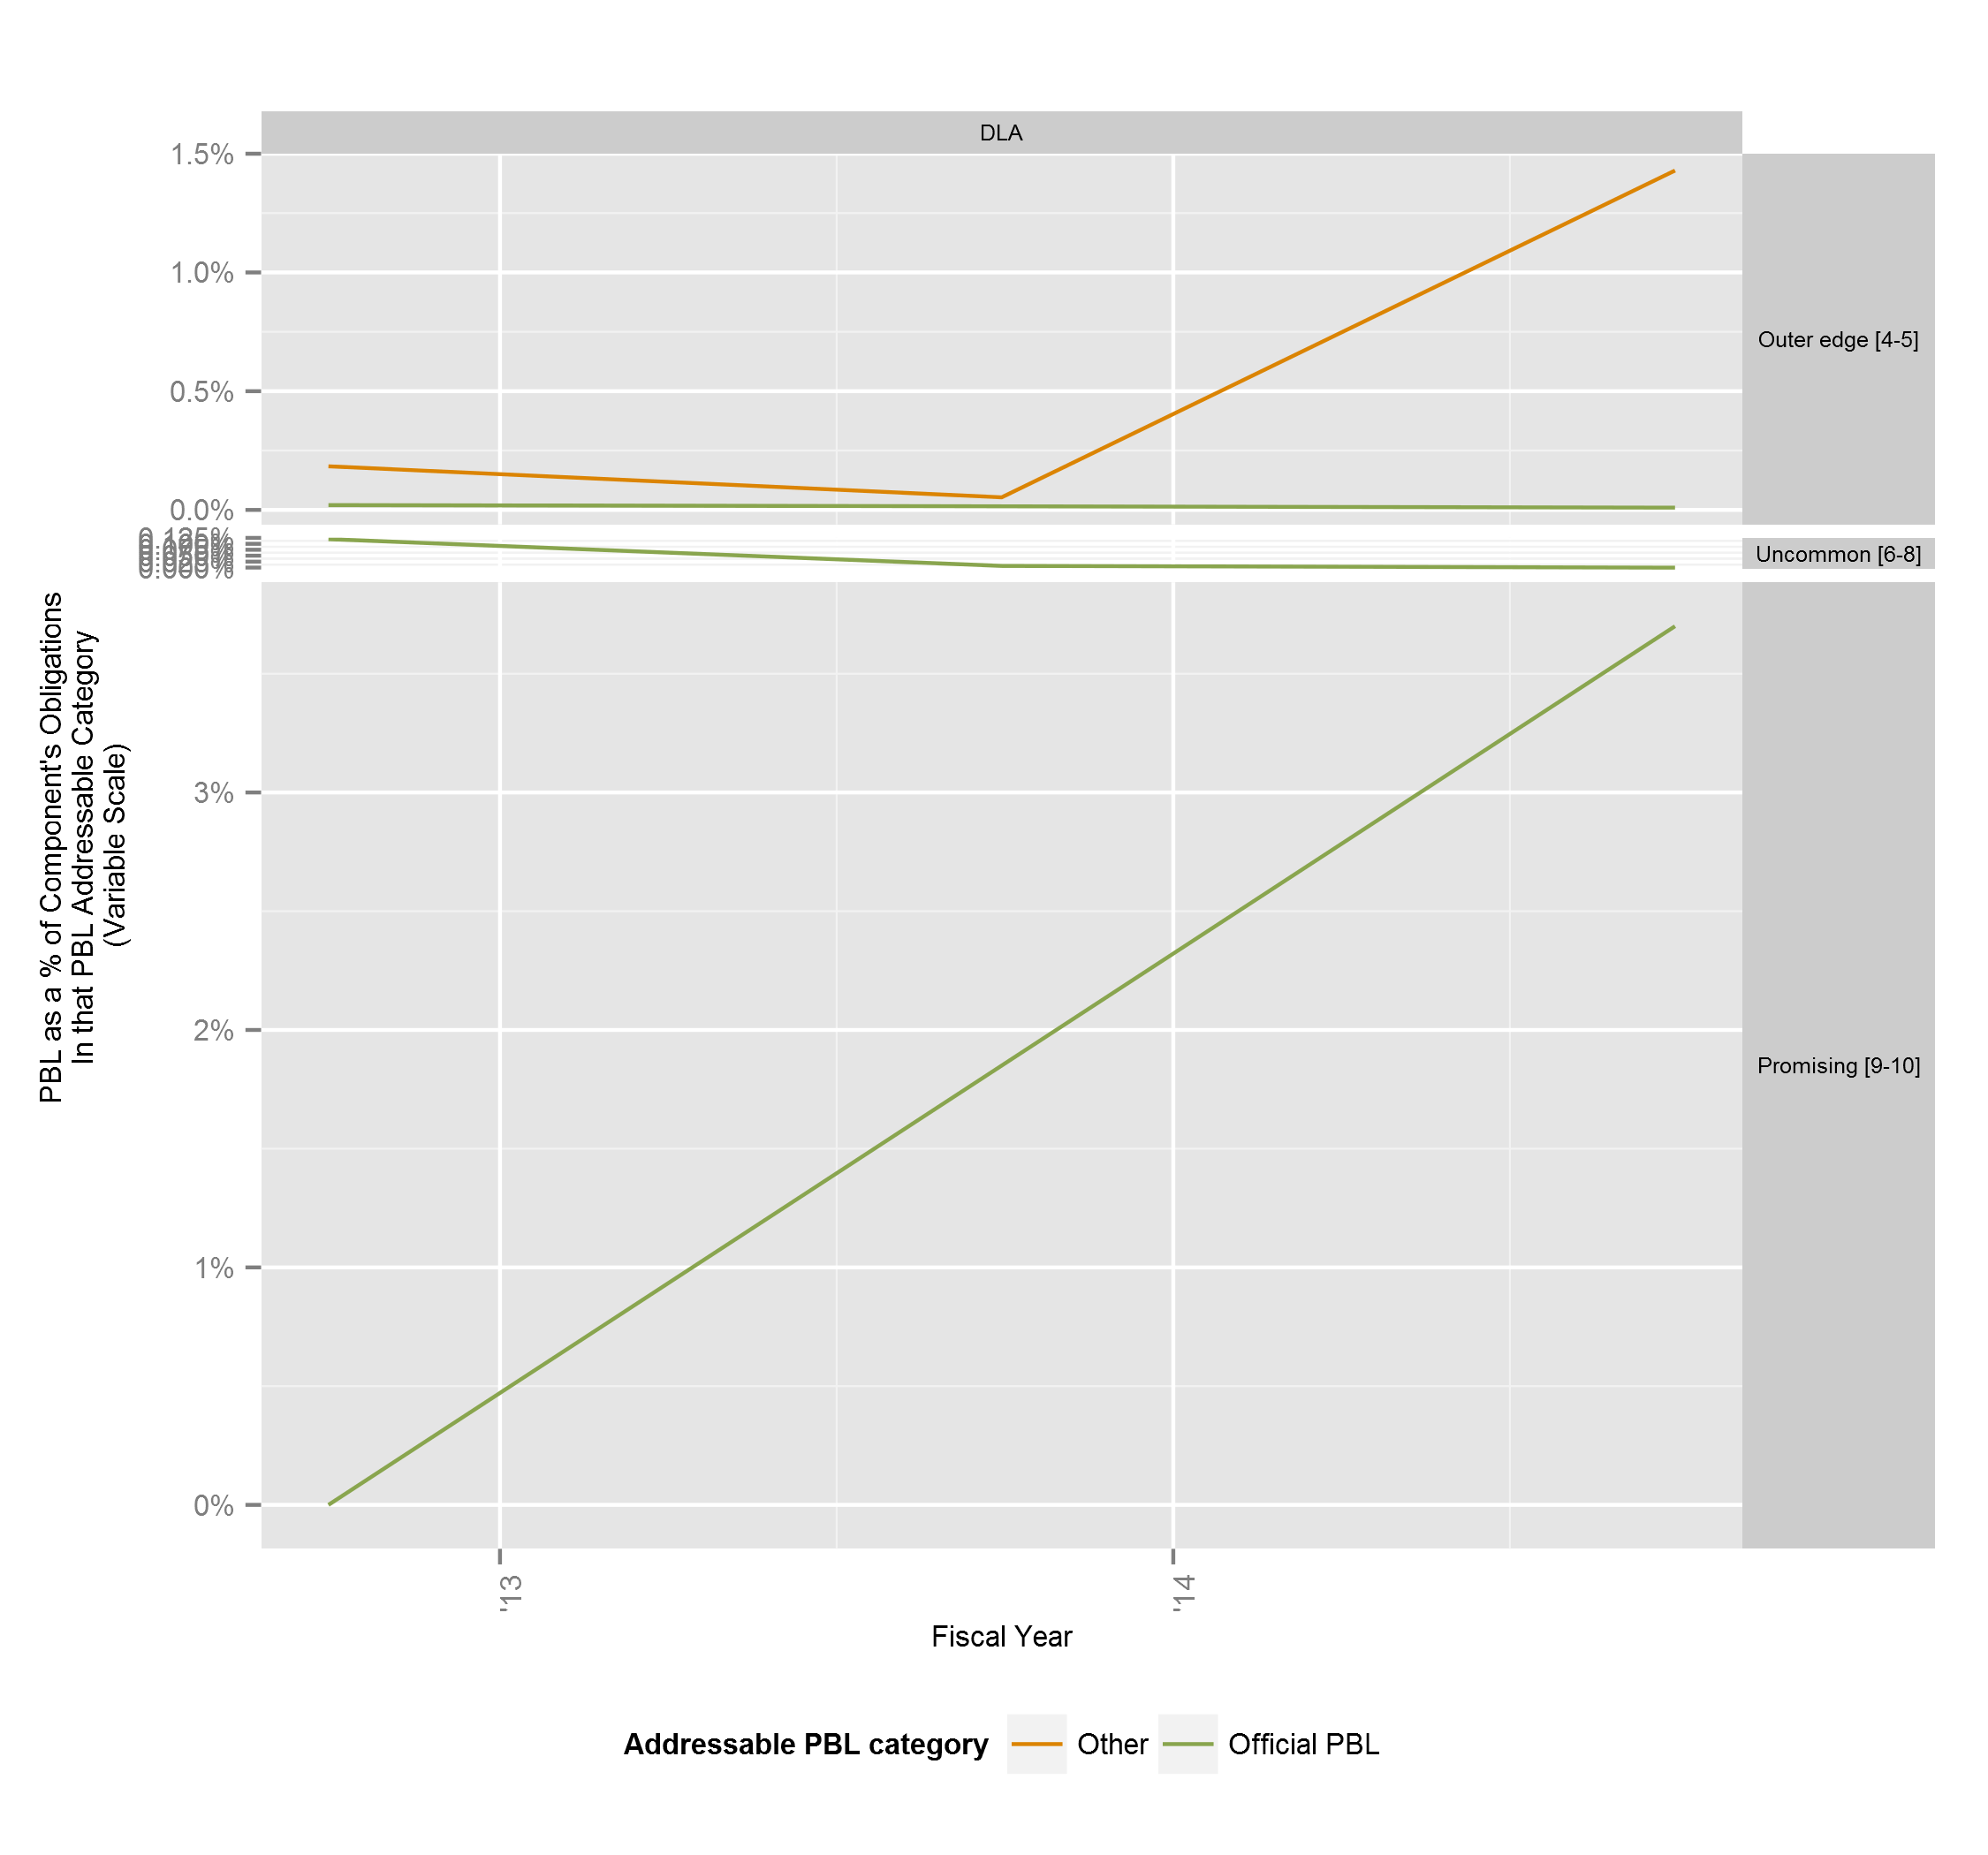 DLA
1.5%
1.0%
0.5%
0.0%
Outer edge [4-5]
Uncommon [6-8]
PBL as a % of Component's Obligations
In that PBL Addressable Category
(Variable Scale)
3%
2%
1%
0%
Promising [9-10]
'13
'14
Fiscal Year
Addressable PBL category
Other
Official PBL